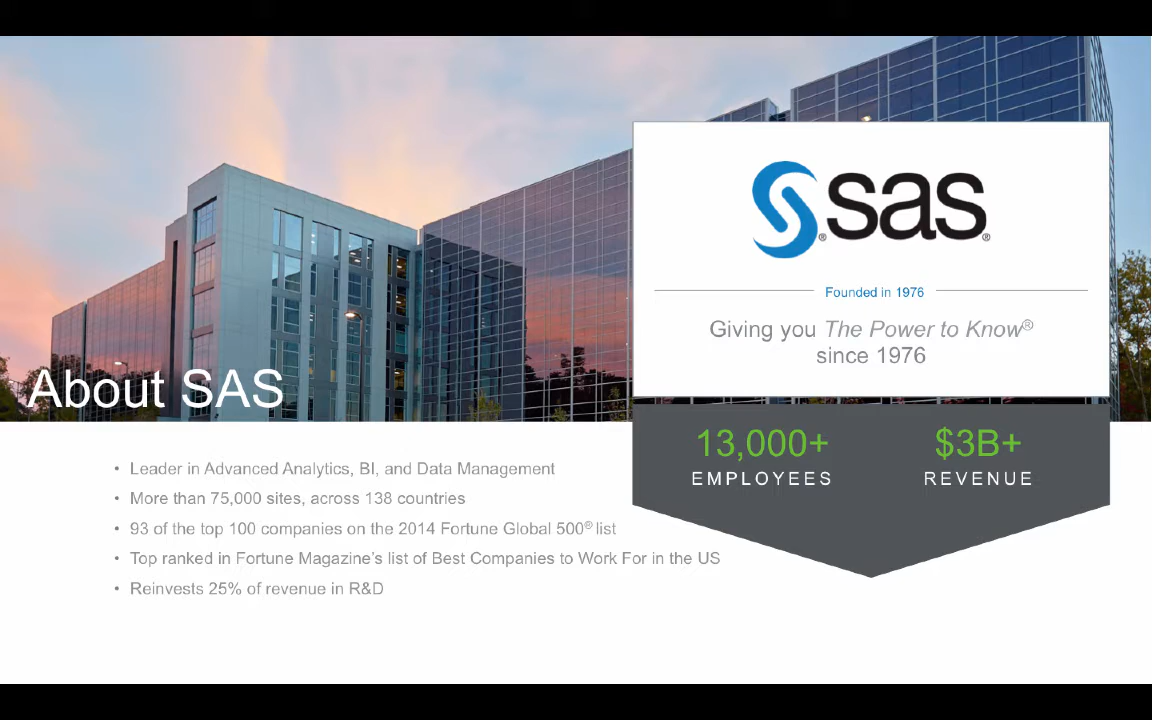 sas
® ®
Founded in 1976
Giving you The Power to Know®
since 1976
About SAS
13,000+ $3B+
EMPLOYEES REVENUE
• Leader in Advanced Analytics, BI, and Data Management
• More than 75,000 sites, across 138 countries
• 93 of the top 100 companies on the 2014 Fortune Global 500® list
• Top ranked in Fortune Magazine’s list of Best Companies to Work For in the US
• Reinvests 25% of revenue in R&D